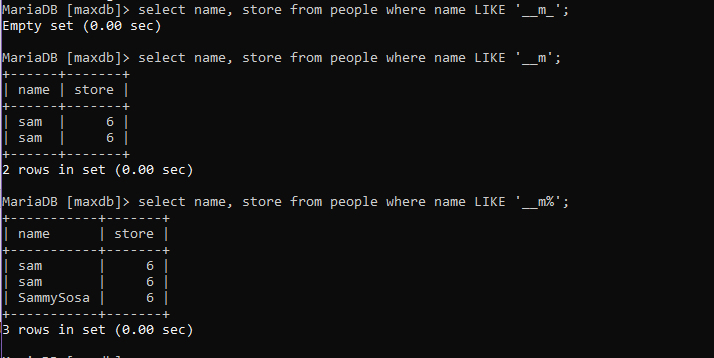 MariaDB [maxdb]> select name, store from people where name LIKE '__m_';
Empty set (0.00 sec)
MariaDB [maxdb]> select name, store from people where name LIKE '__m';
+------+-------+
| name | store |
+------+-------+
| sam  |     6 |
| sam  |     6 |
+------+-------+
2 rows in set (0.00 sec)
MariaDB [maxdb]> select name, store from people where name LIKE '__m%';
+-----------+-------+
| name      | store |
+-----------+-------+
| sam       |     6 |
| sam       |     6 |
| SammySosa |     6 |
+-----------+-------+
3 rows in set (0.00 sec)